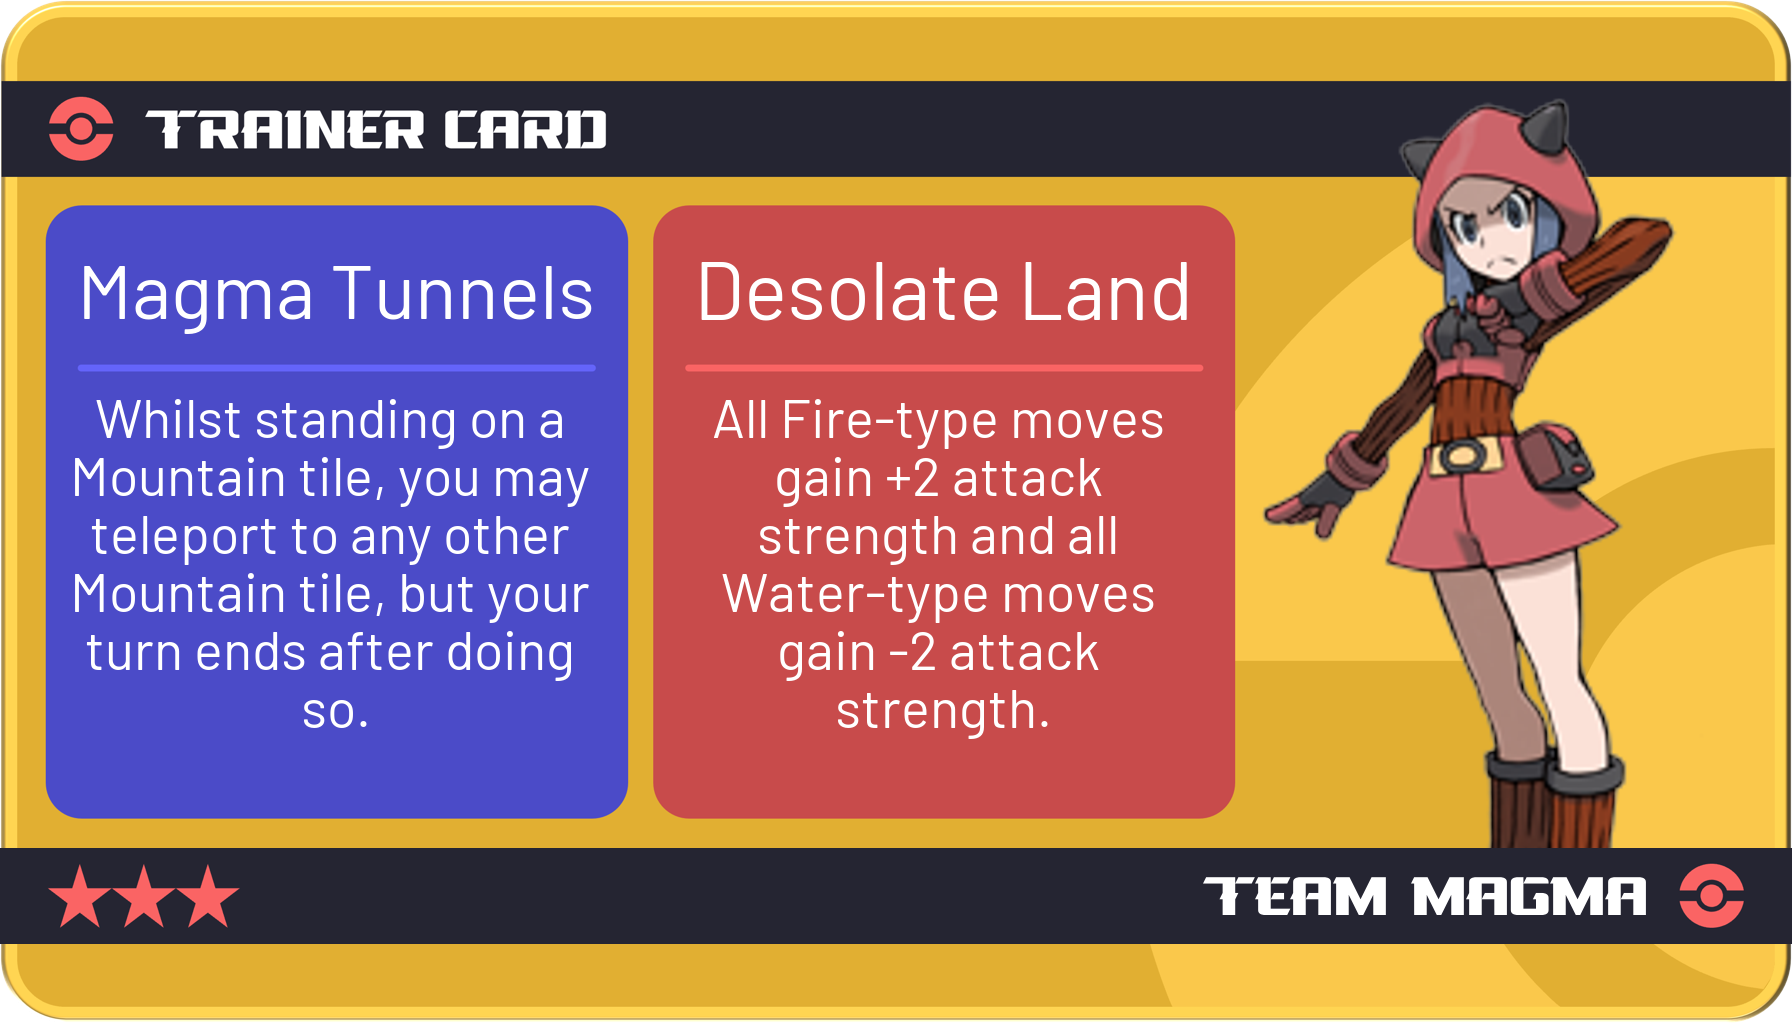 TRAINER CARD
Magma Tunnels
Whilst standing on a
Mountain tile, you may
teleport to any other
Mountain tile, but your
turn ends after doing
so.
Desolate Land
All Fire-type moves
gain +2 attack
strength and all
Water-type moves
gain -2 attack
strength.
TEAM MAGMA